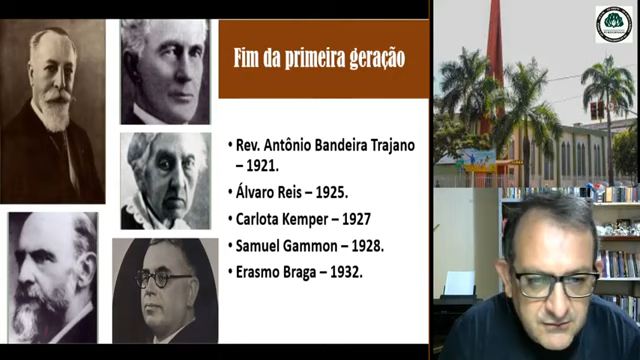 Fim da primeira geração
• Rev. Antônio Bandeira Trajano
– 1921.
• Álvaro Reis – 1925.
• Carlota Kemper – 1927
• Samuel Gammon – 1928.
• Erasmo Braga – 1932.